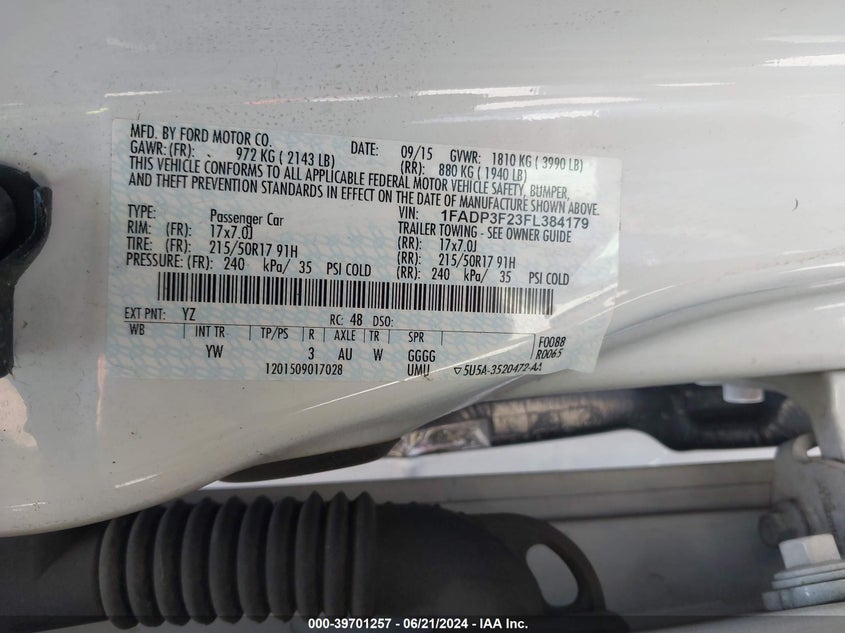 MFD. BY FORD MOTOR CO. DATE: 09/15 GVWR: 1810 KG ( 3990 LB)
GAWR: (FR): 972 KG ( 2143 LB) (RR): 880 KG ( 1940 LB)
THIS VEHICLE CONFORMS TO ALL APPLICABLE FEDERAL MOTOR VEHICLE SAFETY, BUMPER,
AND THEFT PREVENTION STANDARDS IN EFFECT ON THE DATE OF MANUFACTURE SHOWN ABOVE.
VIN: 1FADP3F23FL384179
TYPE: Passenger Car TRAILER TOWING - SEE OWNER GUIDE
RIM: (FR): 17x7.0J (RR): 17x7.0J
TIRE: (FR): 215/50R17 91H (RR): 215/50R17 91H
PRESSURE: (FR): 240 kPa/ 35 PSI COLD (RR): 240 kPa/ 35 PSI COLD
EXT PNT: YZ RC: 48 DSO:
WB INT TR TP/PS R AXLE TR SPR F0088
YW 3 AU W GGGG R0065
1201509017028 UMU ▽5U5A-3520472-AA
000-39701257 - 06/21/2024 - IAA Inc.